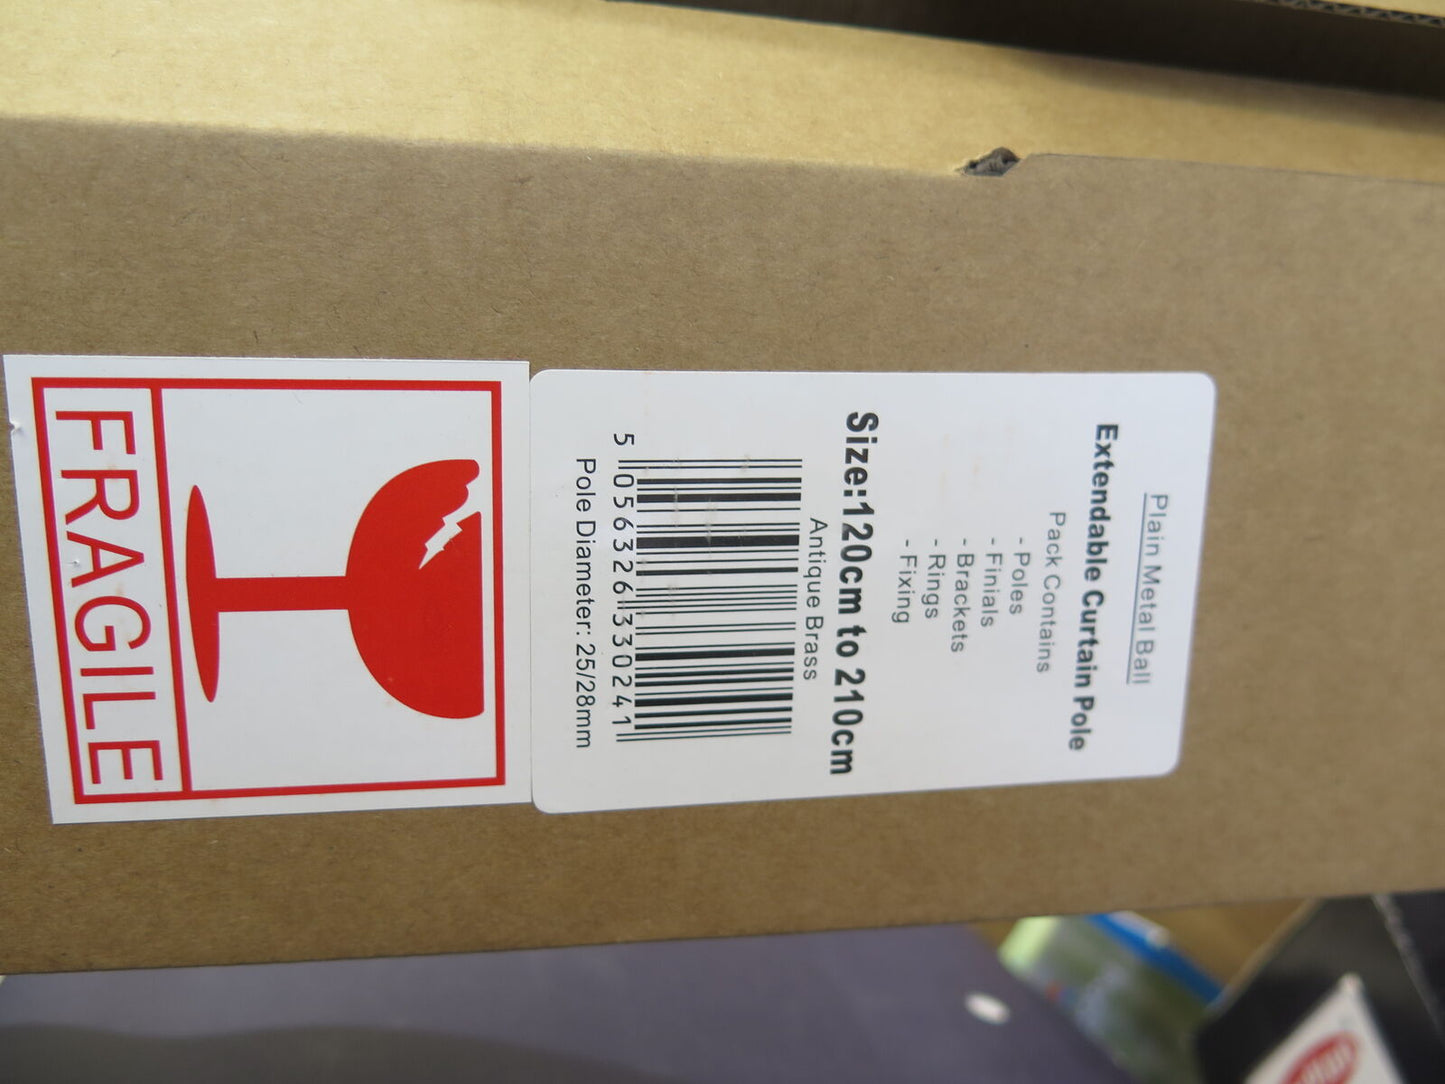 Plain Metal Ball
Extendable Curtain Pole
Pack Contains
- Poles
- Finials
- Brackets
- Rings
- Fixing
Size:120cm to 210cm
Antique Brass
5 056326 330241
Pole Diameter: 25/28mm
FRAGILE